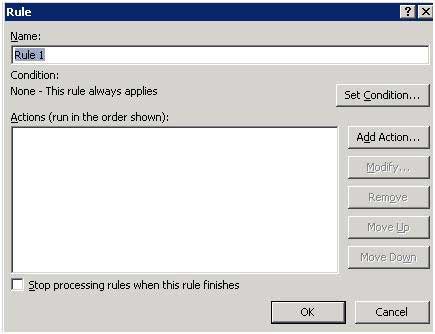 Rule
Name:
Rule 1
Condition:
None - This rule always applies
Set Condition...
Actions (run in the order shown):
Add Action...
Modify...
Remove
Move Up
Move Down
Stop processing rules when this rule finishes
OK
Cancel